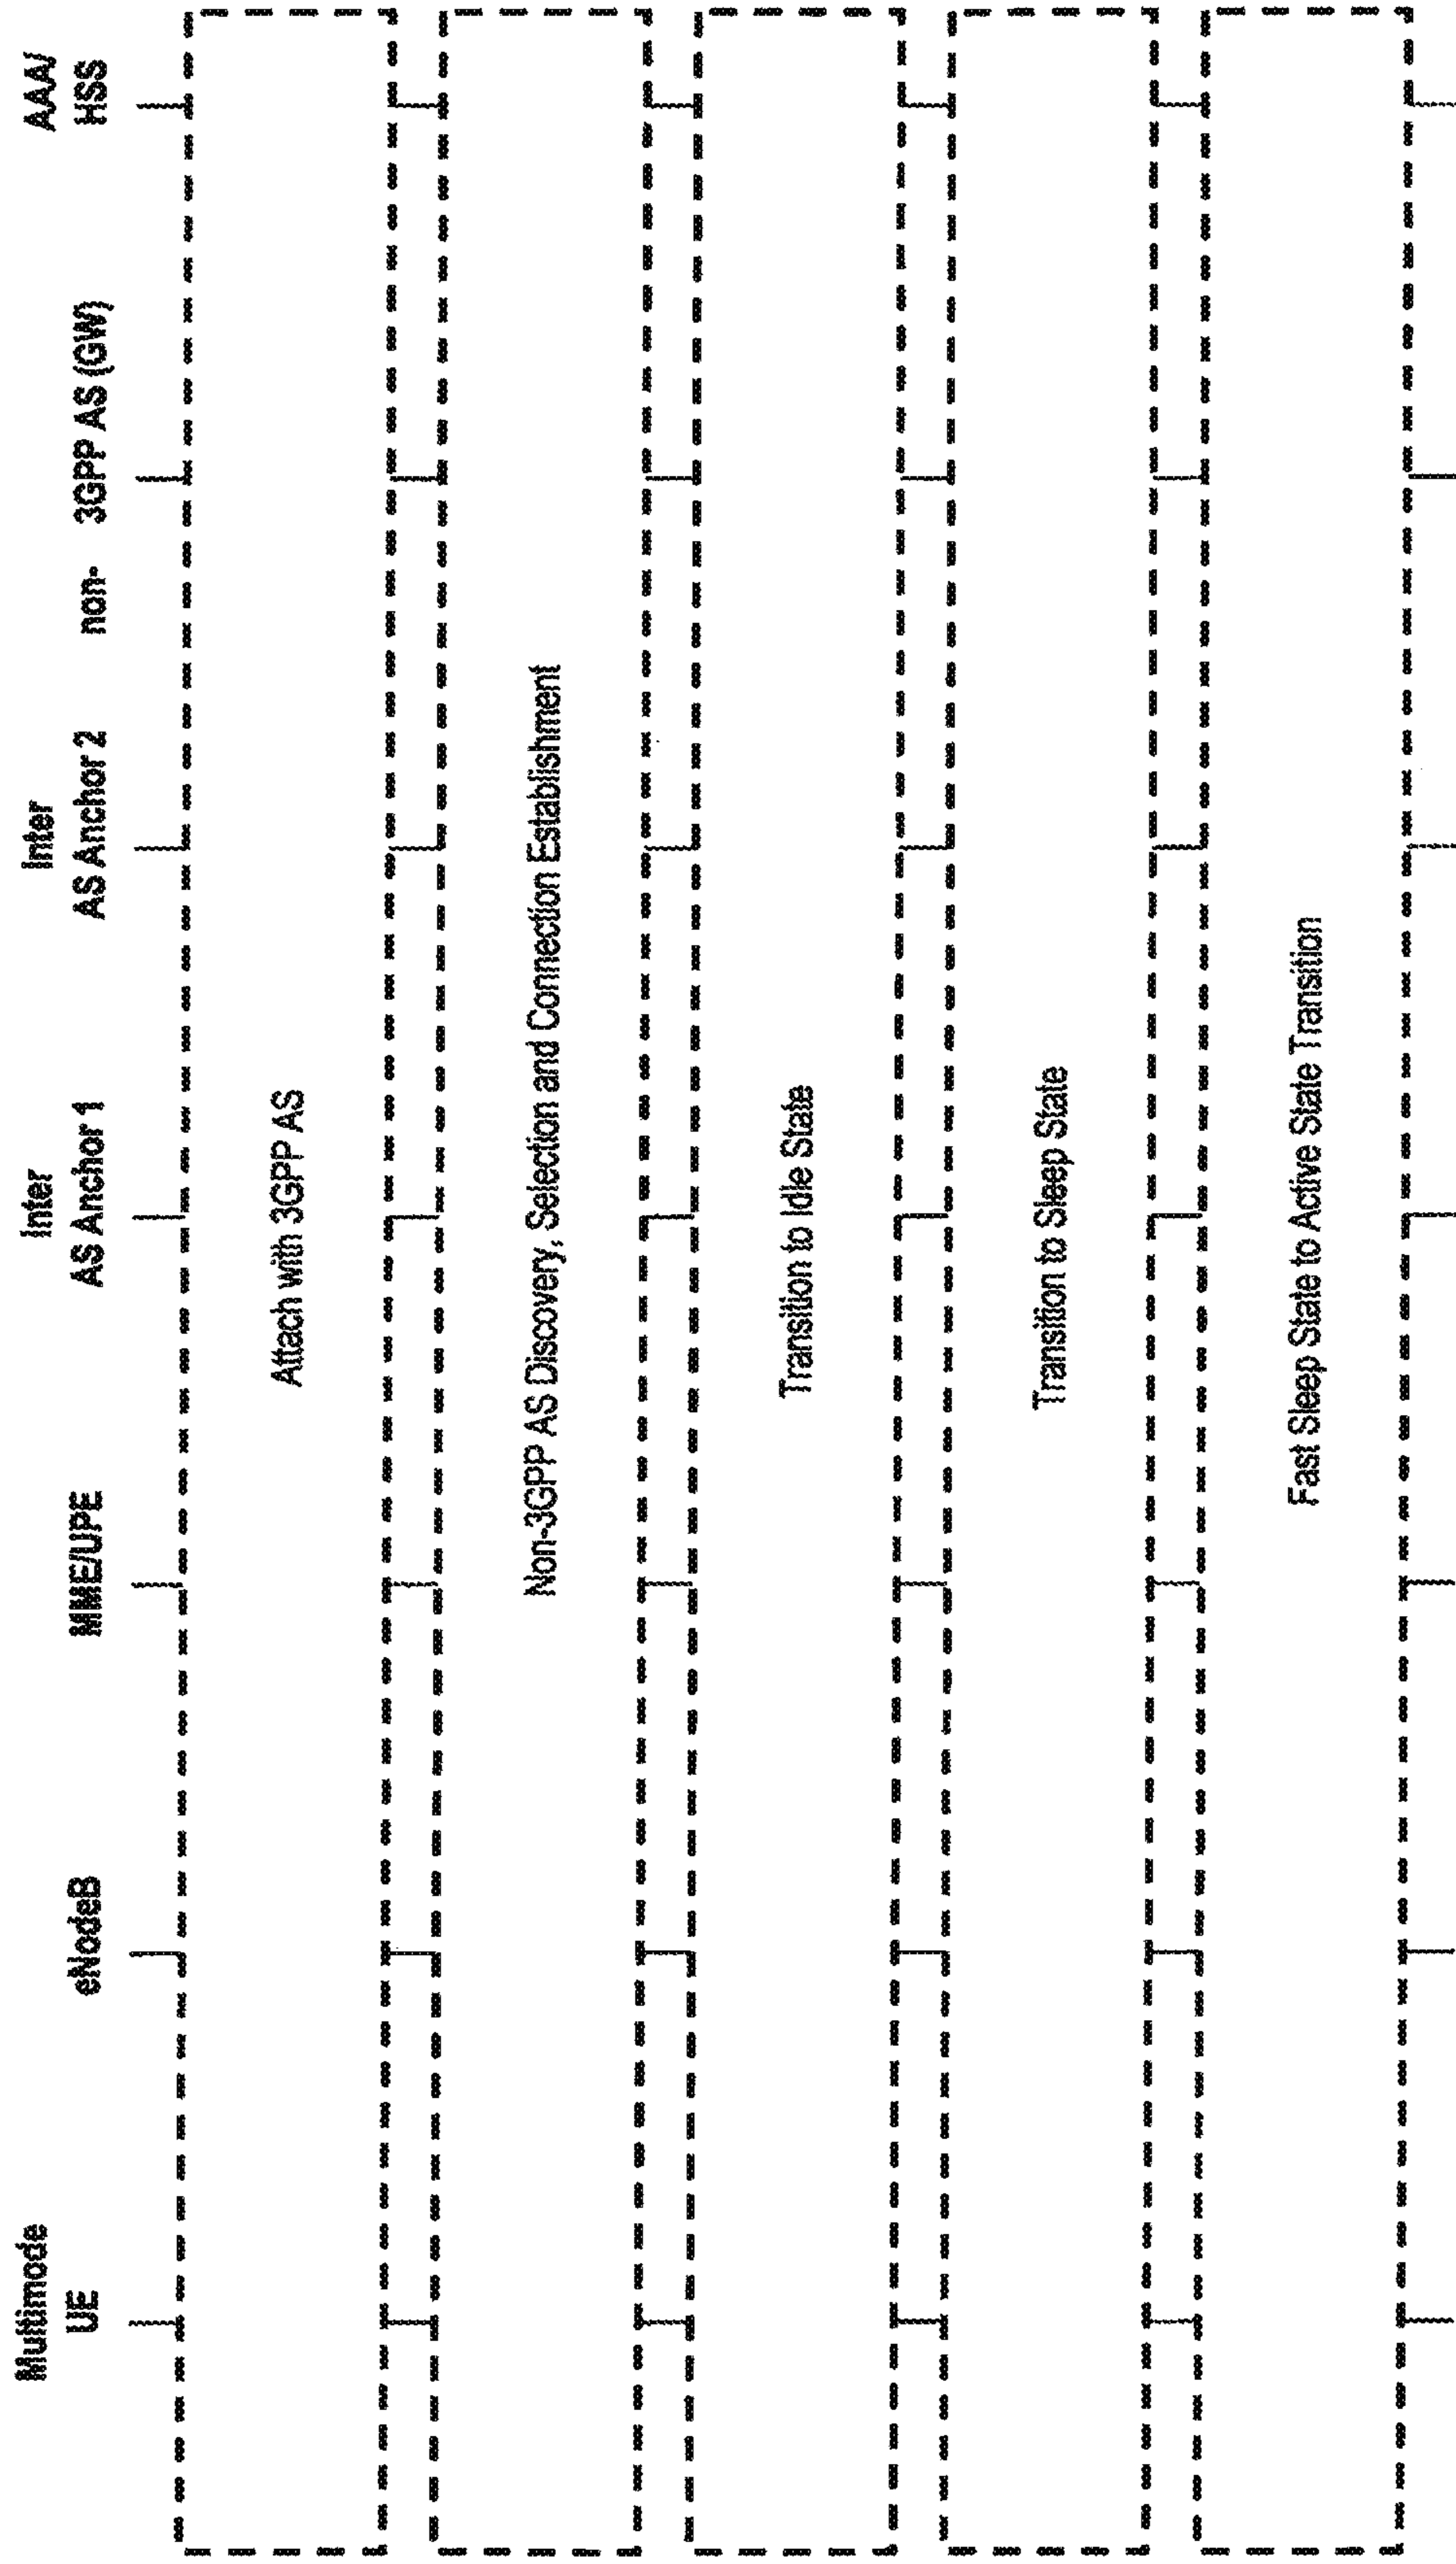 Multimode
UE
eNodeB
MME/UPE
Inter
AS Anchor 1
Inter
AS Anchor 2
non- 3GPP AS (GW)
AAA/
HSS
Attach with 3GPP AS
Non-3GPP AS Discovery, Selection and Connection Establishment
Transition to Idle State
Transition to Sleep State
Fast Sleep State to Active State Transition